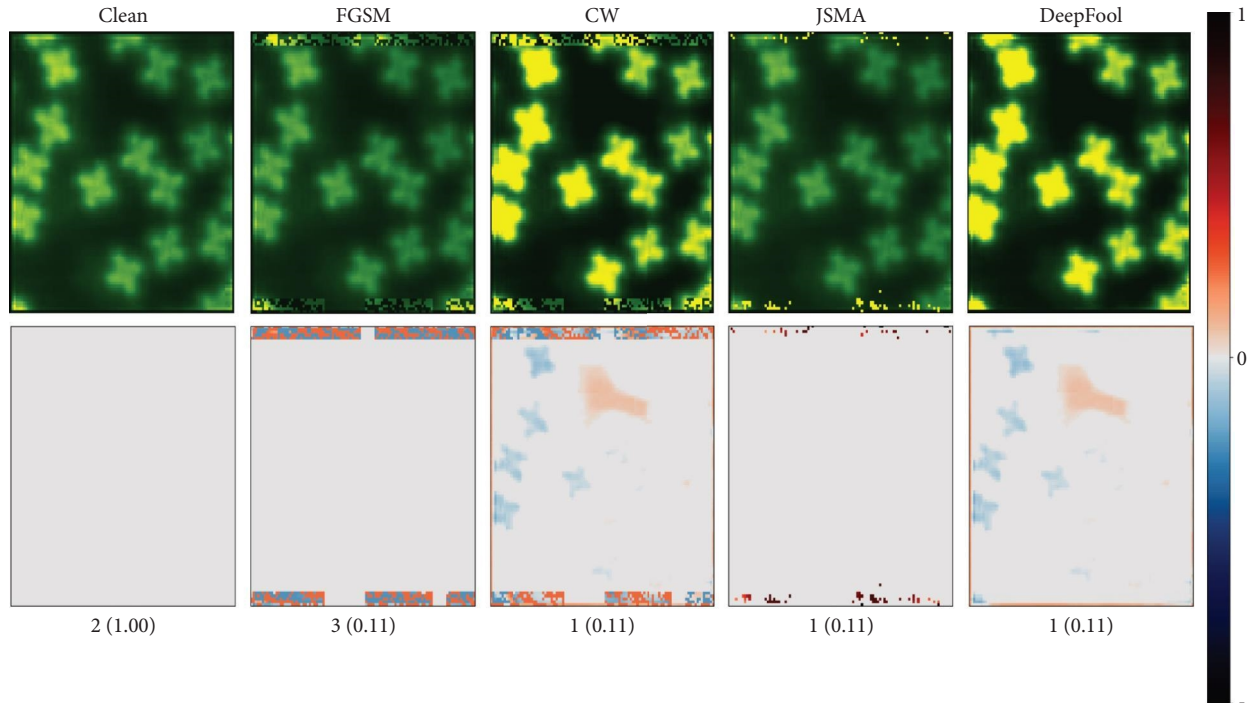 Clean FGSM CW JSMA DeepFool
1
0
2 (1.00) 3 (0.11) 1 (0.11) 1 (0.11) 1 (0.11)